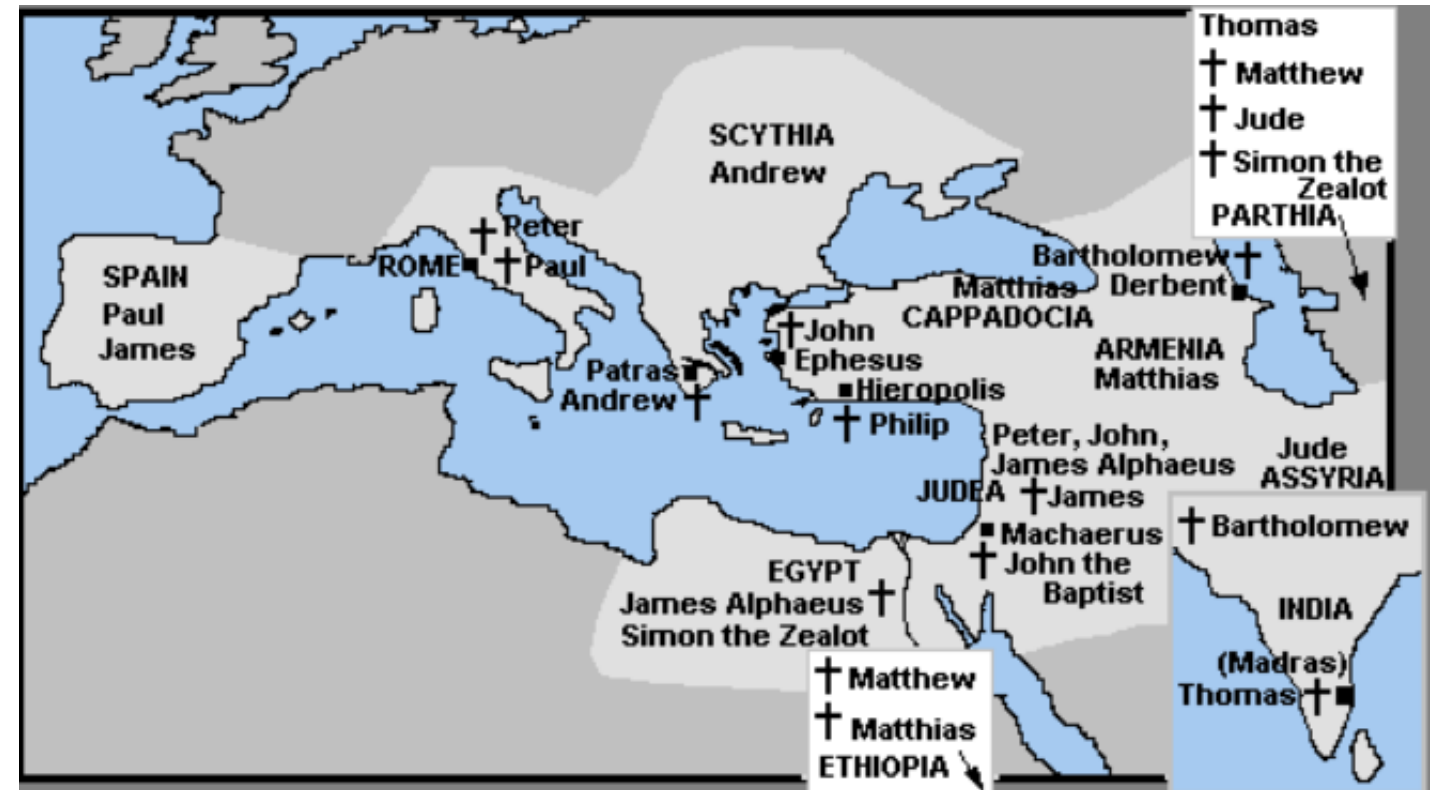 Thomas
† Matthew
† Jude
† Simon the
Zealot
PARTHIA
SCYTHIA
Andrew
† Peter
ROME † Paul
SPAIN
Paul
James
Bartholomew †
Derbent
Matthias
CAPPADOCIA
† John
Ephesus
ARMENIA
Matthias
Patras
Andrew †
Hieropolis
† Philip
Peter, John,
James Alphaeus
JUDEA † James
Jude
ASSYRIA
Machaerus
† John the
Baptist
EGYPT
James Alphaeus †
Simon the Zealot
† Matthew
† Matthias
ETHIOPIA
† Bartholomew
INDIA
(Madras)
Thomas †